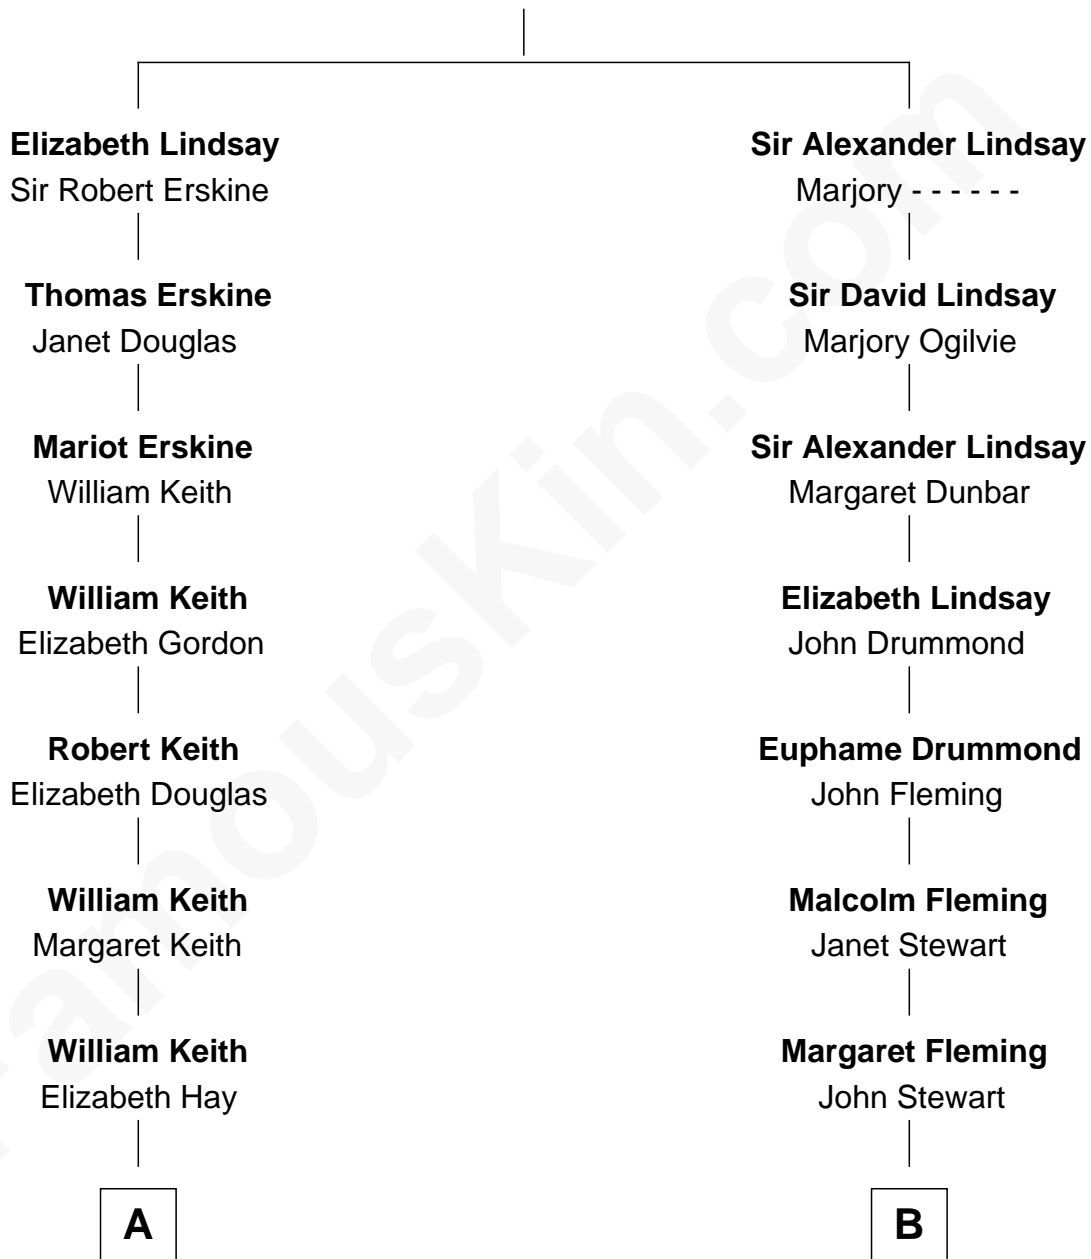 Elizabeth Lindsay
Sir Robert Erskine
Sir Alexander Lindsay
Marjory - - - - - -
Thomas Erskine
Janet Douglas
Sir David Lindsay
Marjory Ogilvie
Mariot Erskine
William Keith
Sir Alexander Lindsay
Margaret Dunbar
William Keith
Elizabeth Gordon
Elizabeth Lindsay
John Drummond
Robert Keith
Elizabeth Douglas
Euphame Drummond
John Fleming
William Keith
Margaret Keith
Malcolm Fleming
Janet Stewart
William Keith
Elizabeth Hay
Margaret Fleming
John Stewart
A
B
FamousKin.com